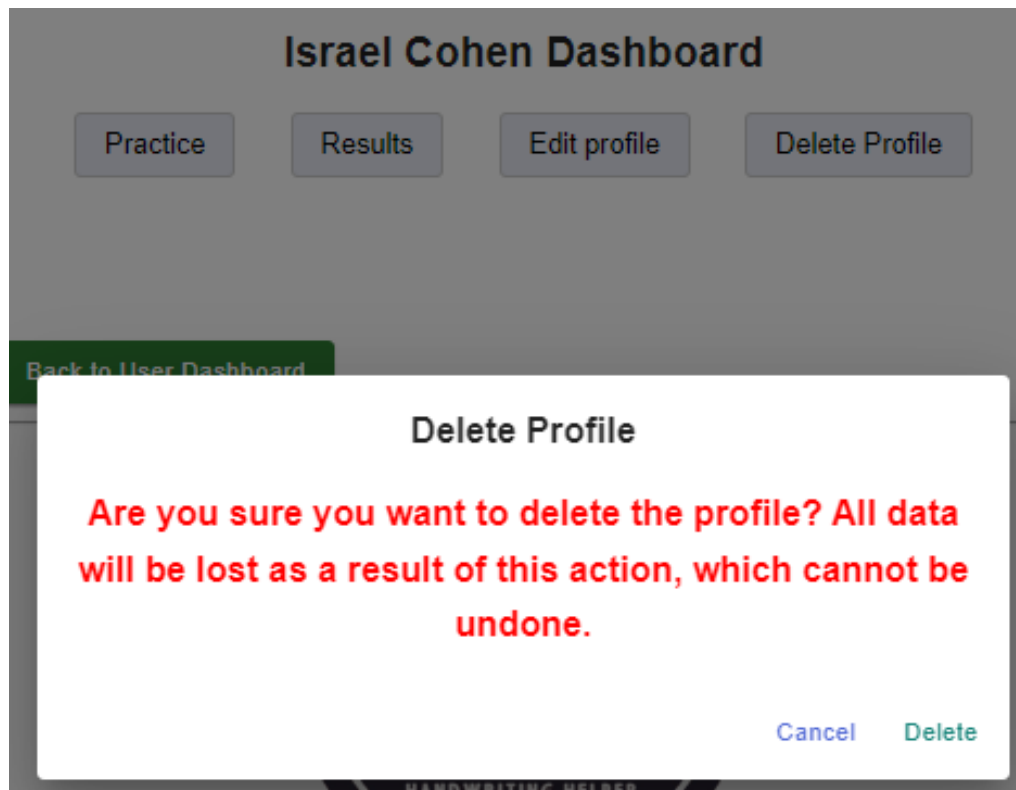 Israel Cohen Dashboard
Practice Results Edit profile Delete Profile
Back to User Dashboard
Delete Profile
Are you sure you want to delete the profile? All data
will be lost as a result of this action, which cannot be
undone.
Cancel Delete
HANDWRITING HELPER